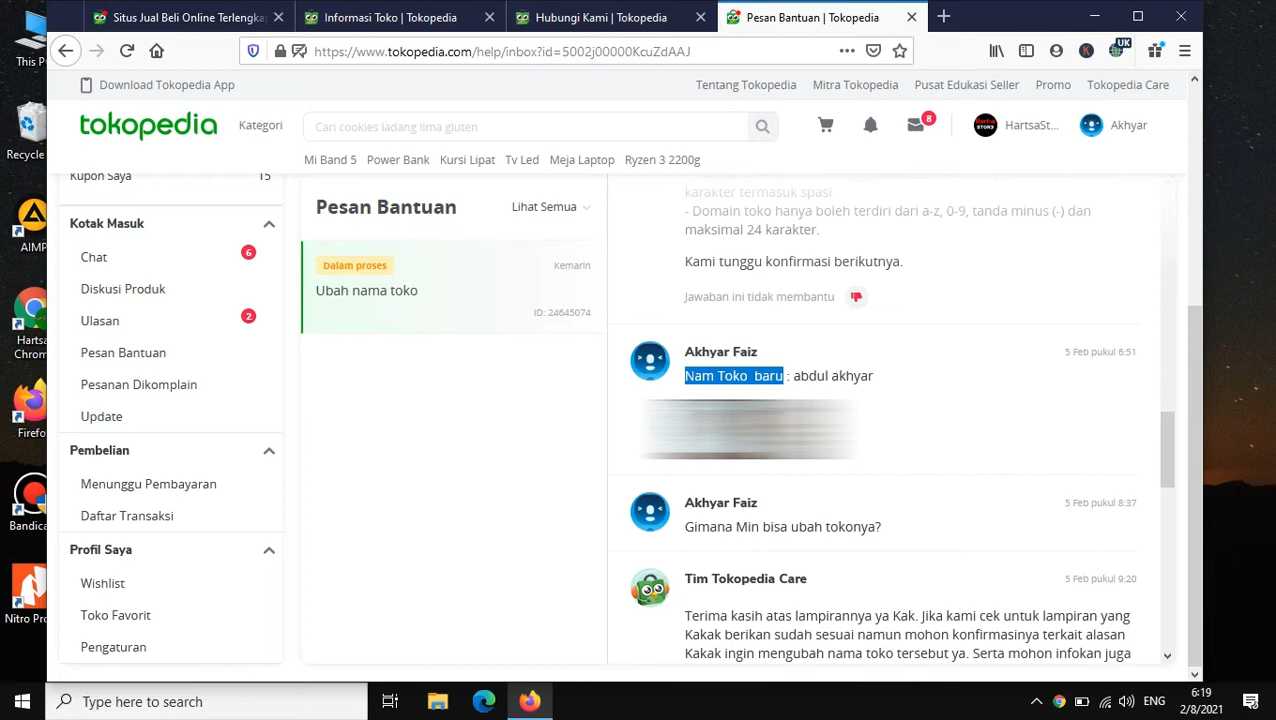 Situs Jual Beli Online Terlengkap
Informasi Toko | Tokopedia
Hubungi Kami | Tokopedia
Pesan Bantuan | Tokopedia
https://www.tokopedia.com/help/inbox?id=5002j00000KcuZdAAJ
UK
K
Download Tokopedia App
Tentang Tokopedia
Mitra Tokopedia
Pusat Edukasi Seller
Promo
Tokopedia Care
tokopedia
Kategori
Cari cookies ladang lima gluten
8
HartsaSt...
Akhyar
Mi Band 5
Power Bank
Kursi Lipat
Tv Led
Meja Laptop
Ryzen 3 2200g
Kupon Saya
15
Kotak Masuk
Chat
6
Diskusi Produk
Ulasan
2
Pesan Bantuan
Pesanan Dikomplain
Update
Pembelian
Menunggu Pembayaran
Daftar Transaksi
Profil Saya
Wishlist
Toko Favorit
Pengaturan
Pesan Bantuan
Lihat Semua
Dalam proses
Kemarin
Ubah nama toko
ID: 24645074
karakter termasuk spasi
- Domain toko hanya boleh terdiri dari a-z, 0-9, tanda minus (-) dan
maksimal 24 karakter.
Kami tunggu konfirmasi berikutnya.
Jawaban ini tidak membantu
Akhyar Faiz
5 Feb pukul 6:51
Nam Toko  baru : abdul akhyar
Akhyar Faiz
5 Feb pukul 8:37
Gimana Min bisa ubah tokonya?
Tim Tokopedia Care
5 Feb pukul 9:20
Terima kasih atas lampirannya ya Kak. Jika kami cek untuk lampiran yang
Kakak berikan sudah sesuai namun mohon konfirmasinya terkait alasan
Kakak ingin mengubah nama toko tersebut ya. Serta mohon infokan juga
This P
Recycle
AIMP
Hartsa
Chrom
Firefo
Bandic
Nitro Pro
Type here to search
ENG
6:19
2/8/2021